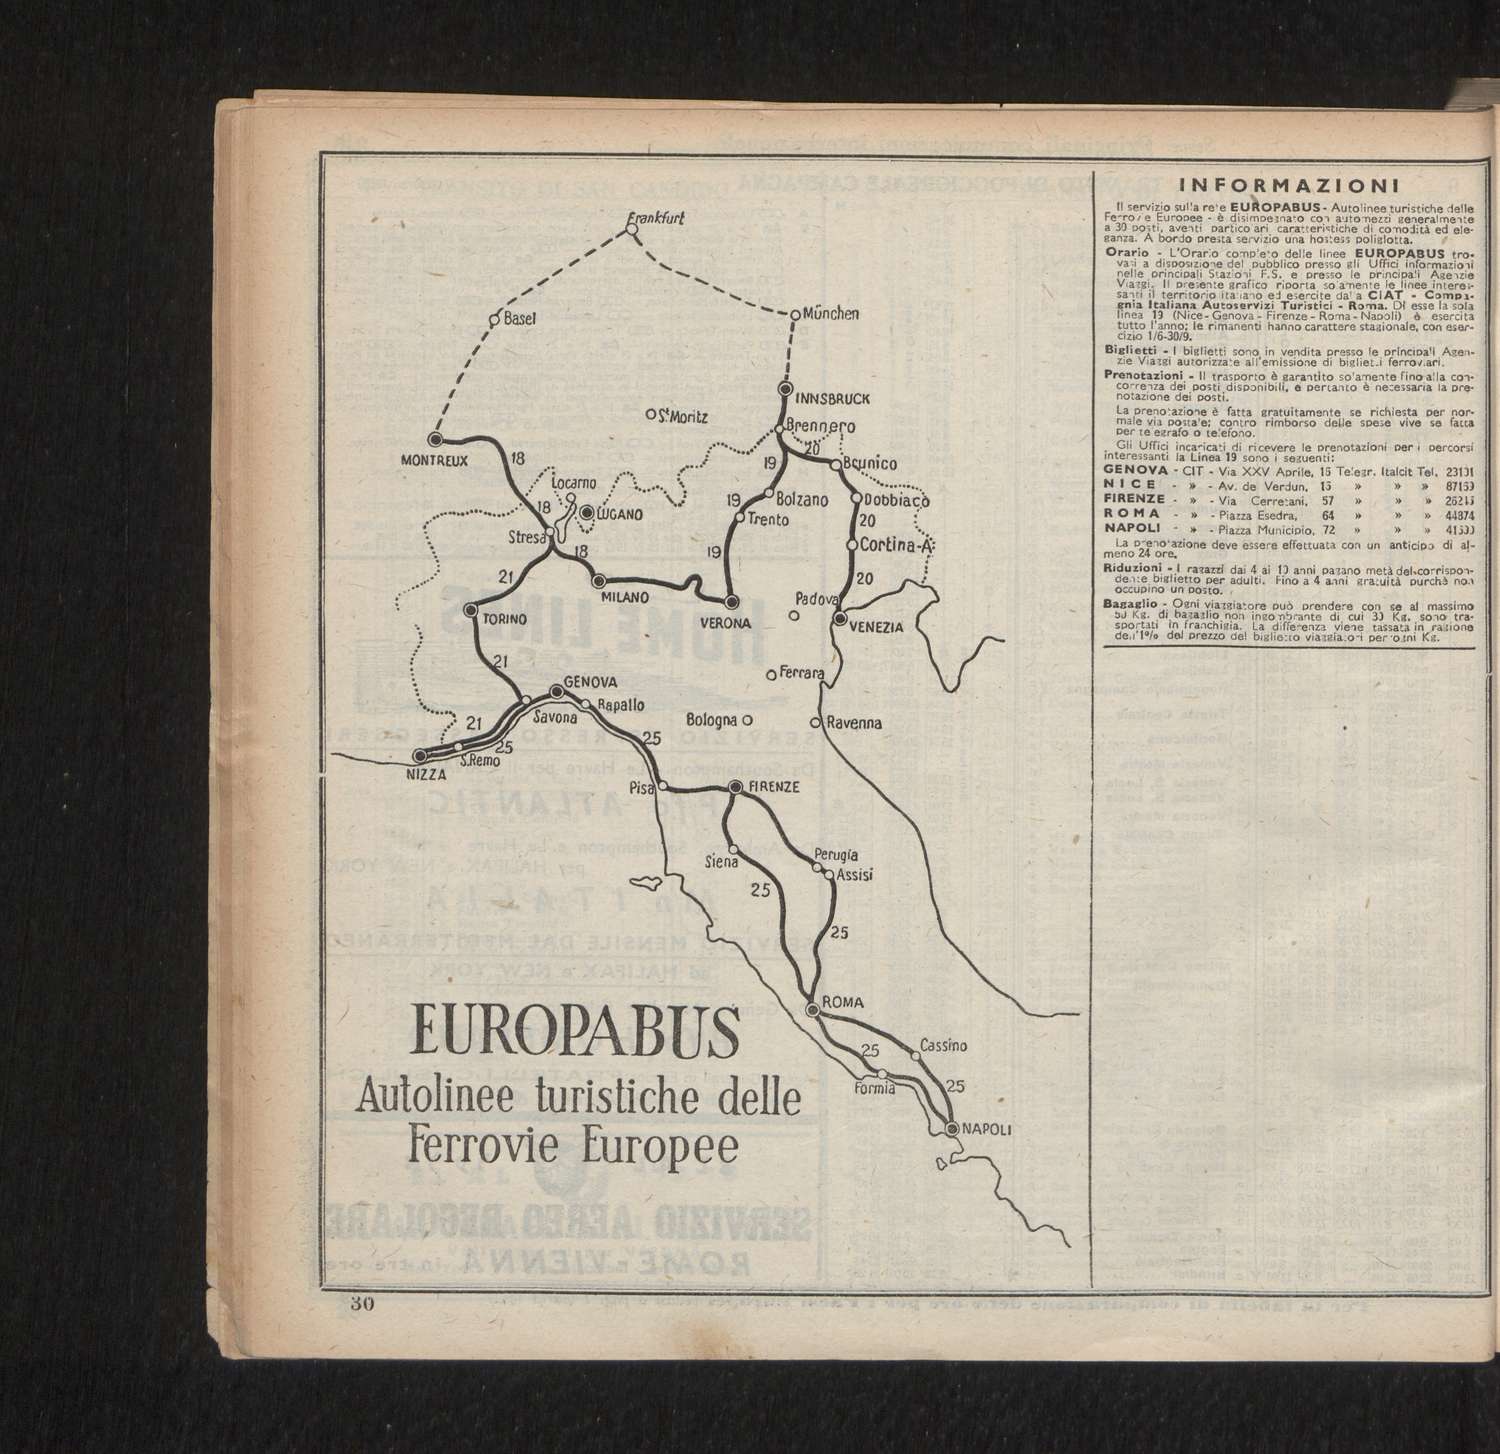 Frankfurt
Basel
München
INNSBRUCK
St Moritz
Brennero
20
MONTREUX
18
19
Brunico
Locarno
19
Bolzano
Dobbiaco
18
LUGANO
Trento
20
Stresa
Cortina-A.
18
19
21
20
MILANO
Padova
TORINO
VERONA
VENEZIA
21
Ferrara
GENOVA
Rapallo
Savona
Bologna
Ravenna
21
25
25
S.Remo
NIZZA
Pisa
FIRENZE
Siena
Perugia
Assisi
25
25
ROMA
25
Cassino
Formia
25
NAPOLI
EUROPABUS
Autolinee turistiche delle
Ferrovie Europee
INFORMAZIONI
Il servizio sulla rete EUROPABUS - Autolinee turistiche delle
Ferrovie Europee - è disimpegnato con automezzi generalmente
a 30 posti, aventi particolari caratteristiche di comodità ed ele-
ganza. A bordo presta servizio una hostess poliglotta.
Orario - L'Orario completo delle linee EUROPABUS tro-
vasi a disposizione del pubblico presso gli Uffici informazioni
nelle principali Stazioni F.S. e presso le principali Agenzie
Viaggi. Il presente grafico riporta solamente le linee interes-
santi il territorio italiano ed esercite dalla CIAT - Compa-
gnia Italiana Autoservizi Turistici - Roma. Di esse la sola
linea 19 (Nice - Genova - Firenze - Roma - Napoli) è esercita
tutto l'anno; le rimanenti hanno carattere stagionale, con eser-
cizio 1/6-30/9.
Biglietti - I biglietti sono in vendita presso le principali Agen-
zie Viaggi autorizzate all'emissione di biglietti ferroviari.
Prenotazioni - Il trasporto è garantito solamente fino alla con-
correnza dei posti disponibili, e pertanto è necessaria la pre-
notazione dei posti.
La prenotazione è fatta gratuitamente se richiesta per nor-
male via postale; contro rimborso delle spese vive se fatta
per telegrafo o telefono.
Gli Uffici incaricati di ricevere le prenotazioni per i percorsi
interessanti la Linea 19 sono i seguenti:
GENOVA - CIT - Via XXV Aprile, 16 Telegr. Italcit Tel. 23101
NICE - » - Av. de Verdun, 15 » » » 87160
FIRENZE - » - Via Cerretani, 57 » » »
ROMA - » - Piazza Esedra, 64 » » » 44874
NAPOLI - » - Piazza Municipio, 72 » » »
La prenotazione deve essere effettuata con un anticipo di al-
meno 24 ore.
Riduzioni - I ragazzi dai 4 ai 10 anni pagano metà del corrispon-
dente biglietto per adulti. Fino a 4 anni gratuità purchè non
occupino un posto.
Bagaglio - Ogni viaggiatore può prendere con se al massimo
50 Kg. di bagaglio non ingombrante di cui 30 Kg. sono tra-
sportati in franchigia. La differenza viene tassata in ragione
dell'1% del prezzo del biglietto viaggiatori per ogni Kg.
30